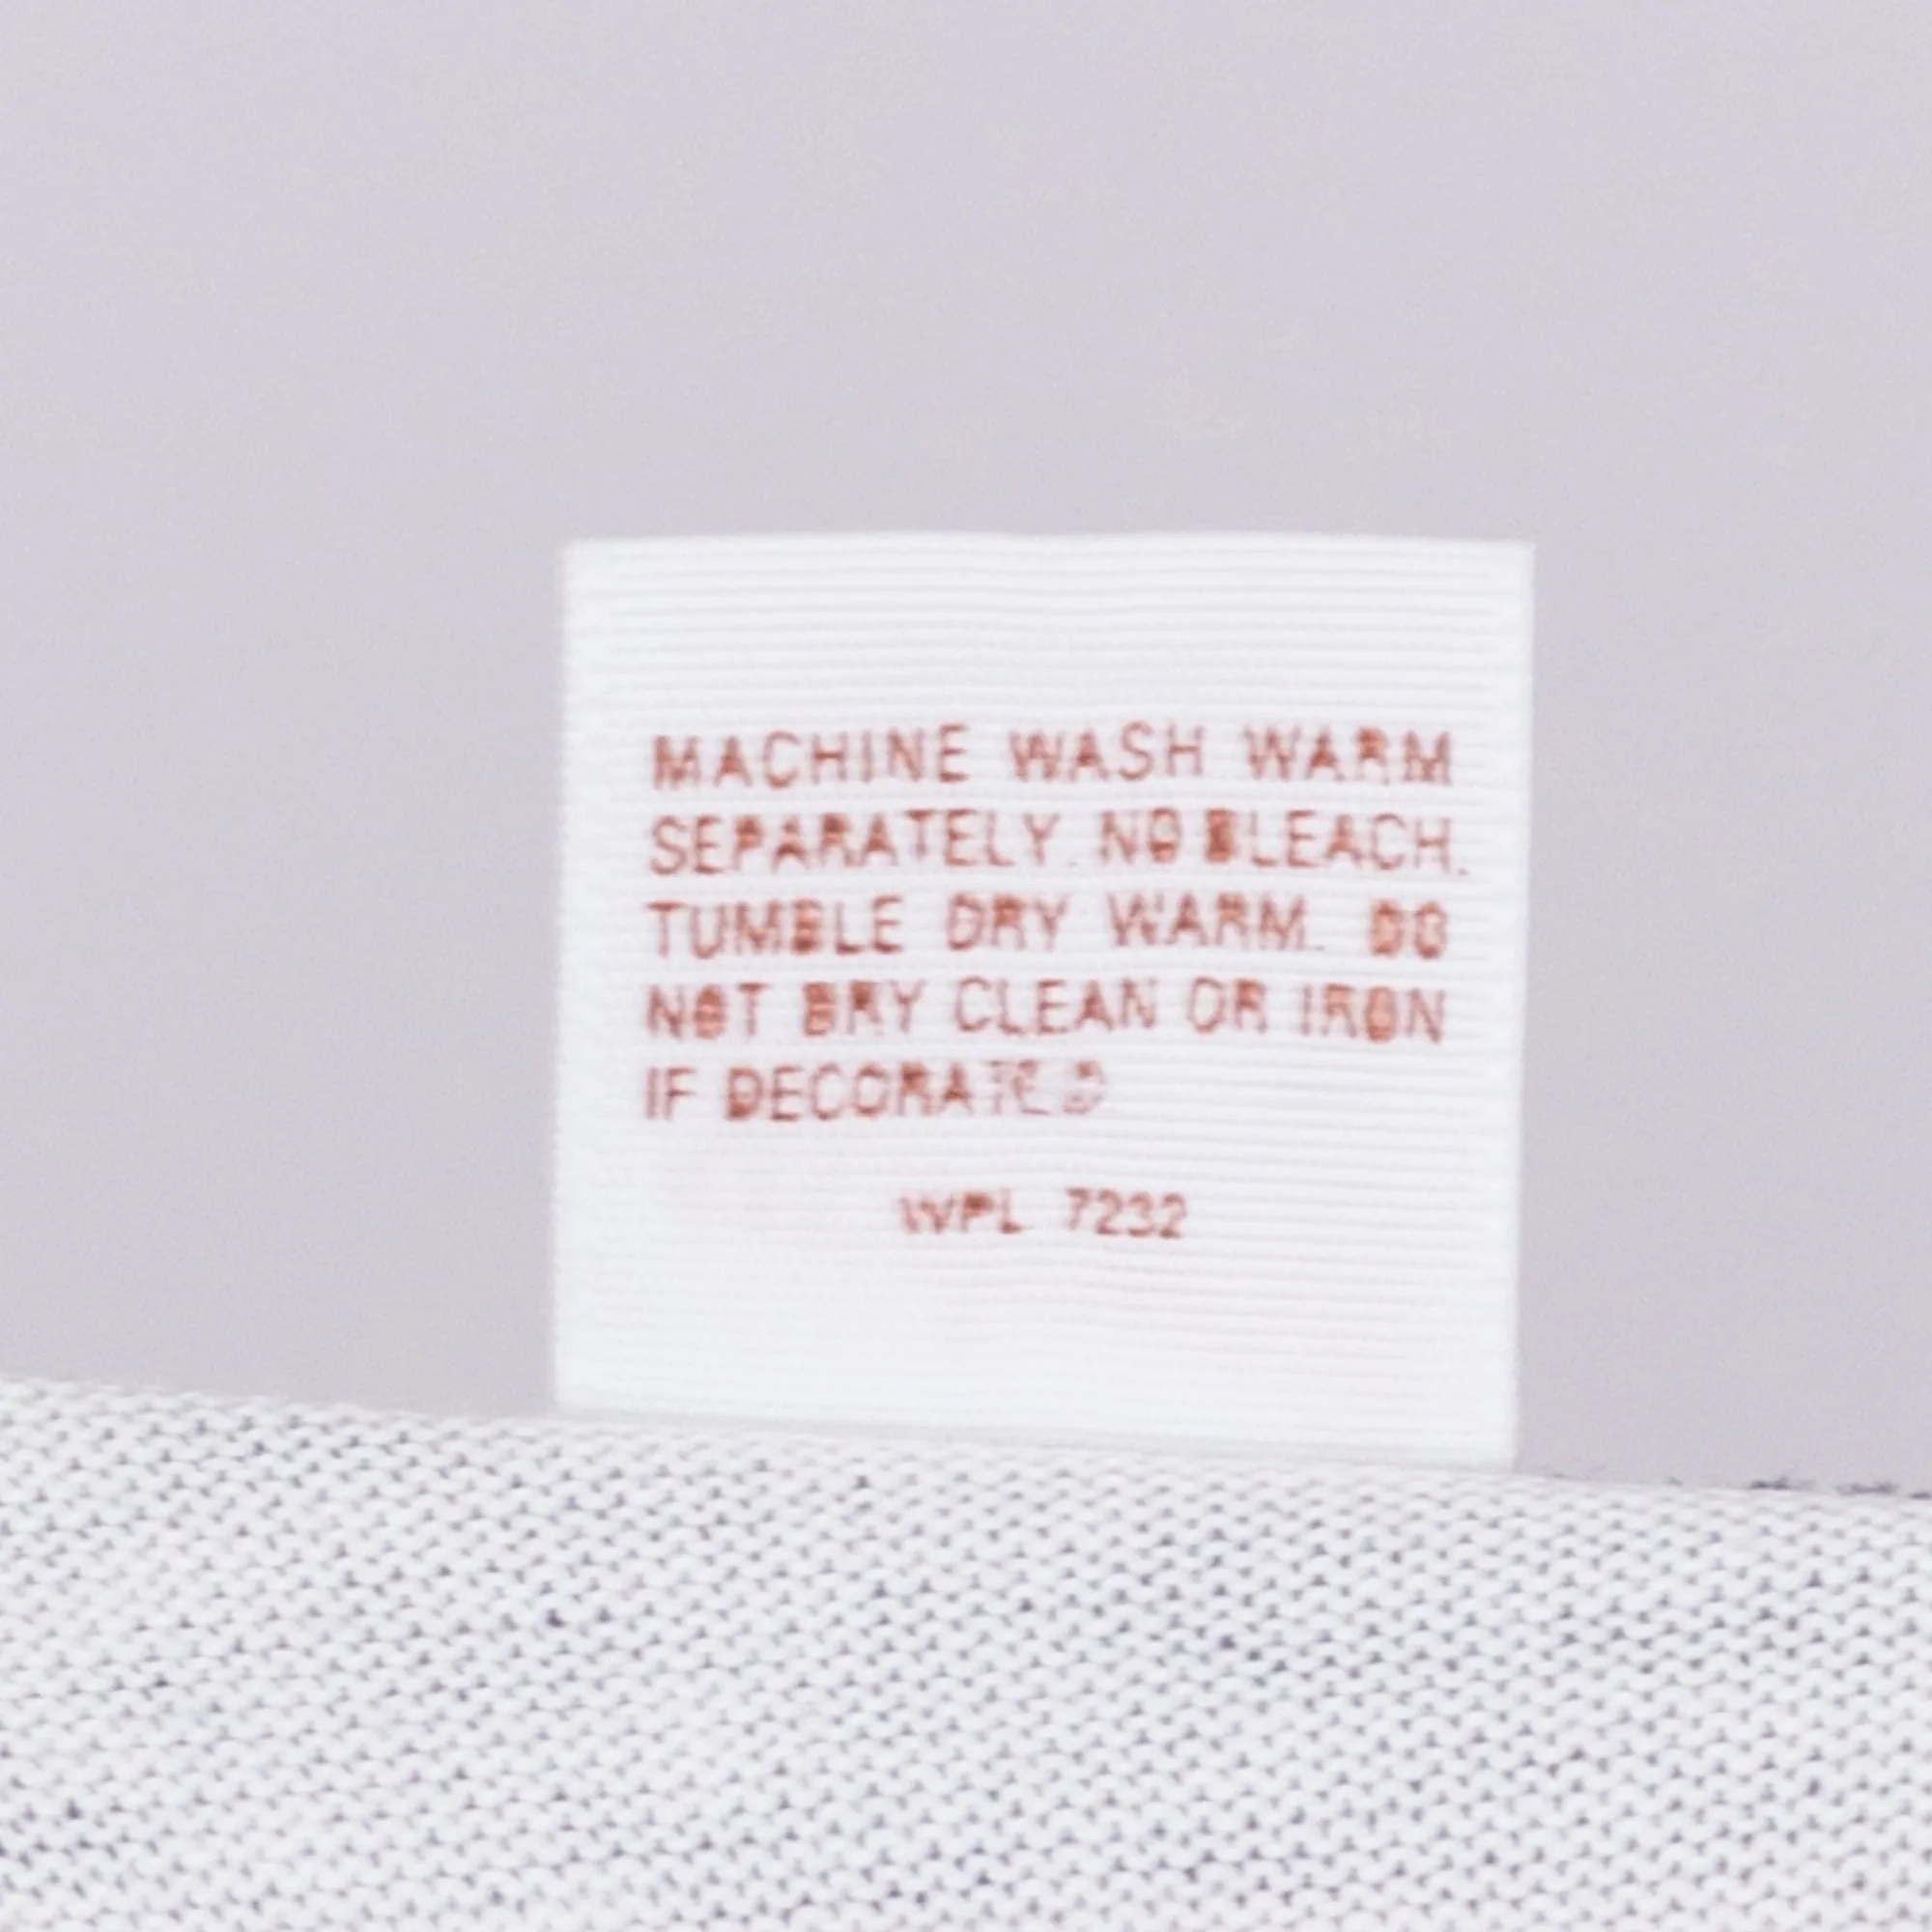 MACHINE WASH WARM
SEPARATELY. NO BLEACH.
TUMBLE DRY WARM. DO
NOT DRY CLEAN OR IRON
IF DECORATED
WPL 7232